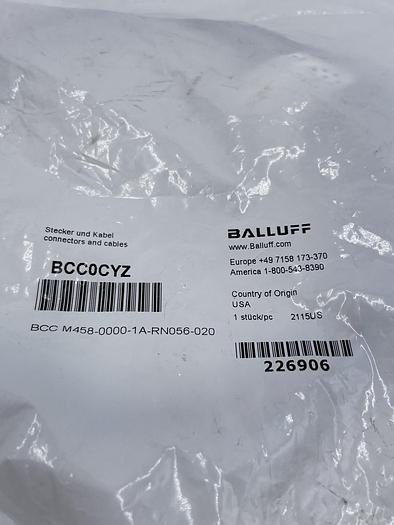 Stecker und Kabel
connectors and cables
BCC0CYZ
BCC M458-0000-1A-RN056-020
BALLUFF
www.Balluff.com
Europe +49 7158 173-370
America 1-800-543-8390
Country of Origin
USA
1 stück/pc 2115US
226906